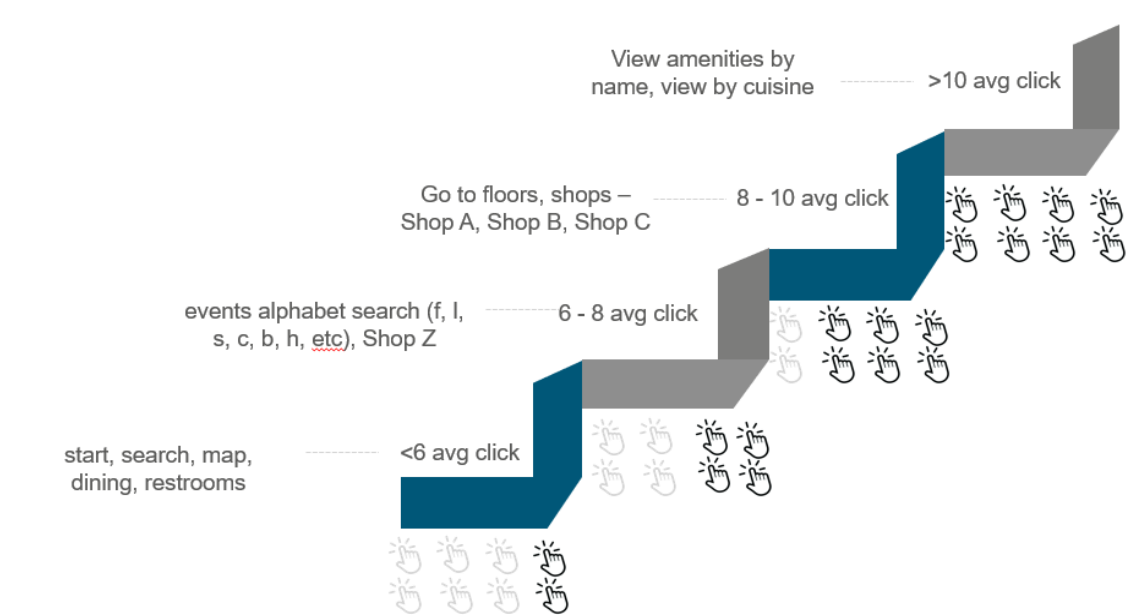 View amenities by
name, view by cuisine
>10 avg click
Go to floors, shops –
Shop A, Shop B, Shop C
8 - 10 avg click
events alphabet search (f, l,
s, c, b, h, etc), Shop Z
6 - 8 avg click
start, search, map,
dining, restrooms
<6 avg click